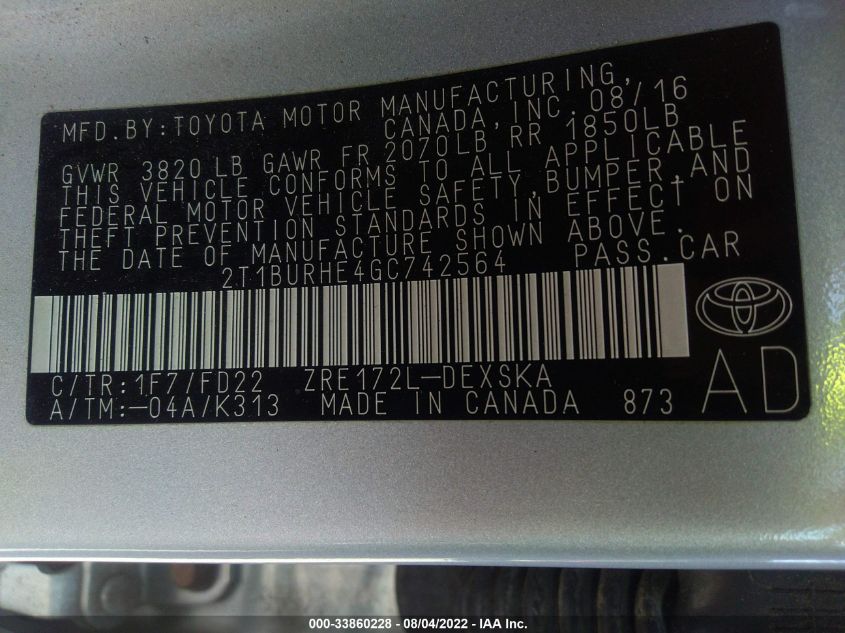 MFD.BY:TOYOTA MOTOR MANUFACTURING,
CANADA,INC. 08/16
GVWR 3820 LB GAWR FR 2070LB RR 1850LB
THIS VEHICLE CONFORMS TO ALL APPLICABLE
FEDERAL MOTOR VEHICLE SAFETY,BUMPER,AND
THEFT PREVENTION STANDARDS IN EFFECT ON
THE DATE OF MANUFACTURE SHOWN ABOVE.
2T1BURHE4GC742564 PASS.CAR
C/TR:1F7/FD22 ZRE172L-DEXSKA
A/TM:-04A/K313 MADE IN CANADA 873
AD
000-33860228 - 08/04/2022 - IAA Inc.